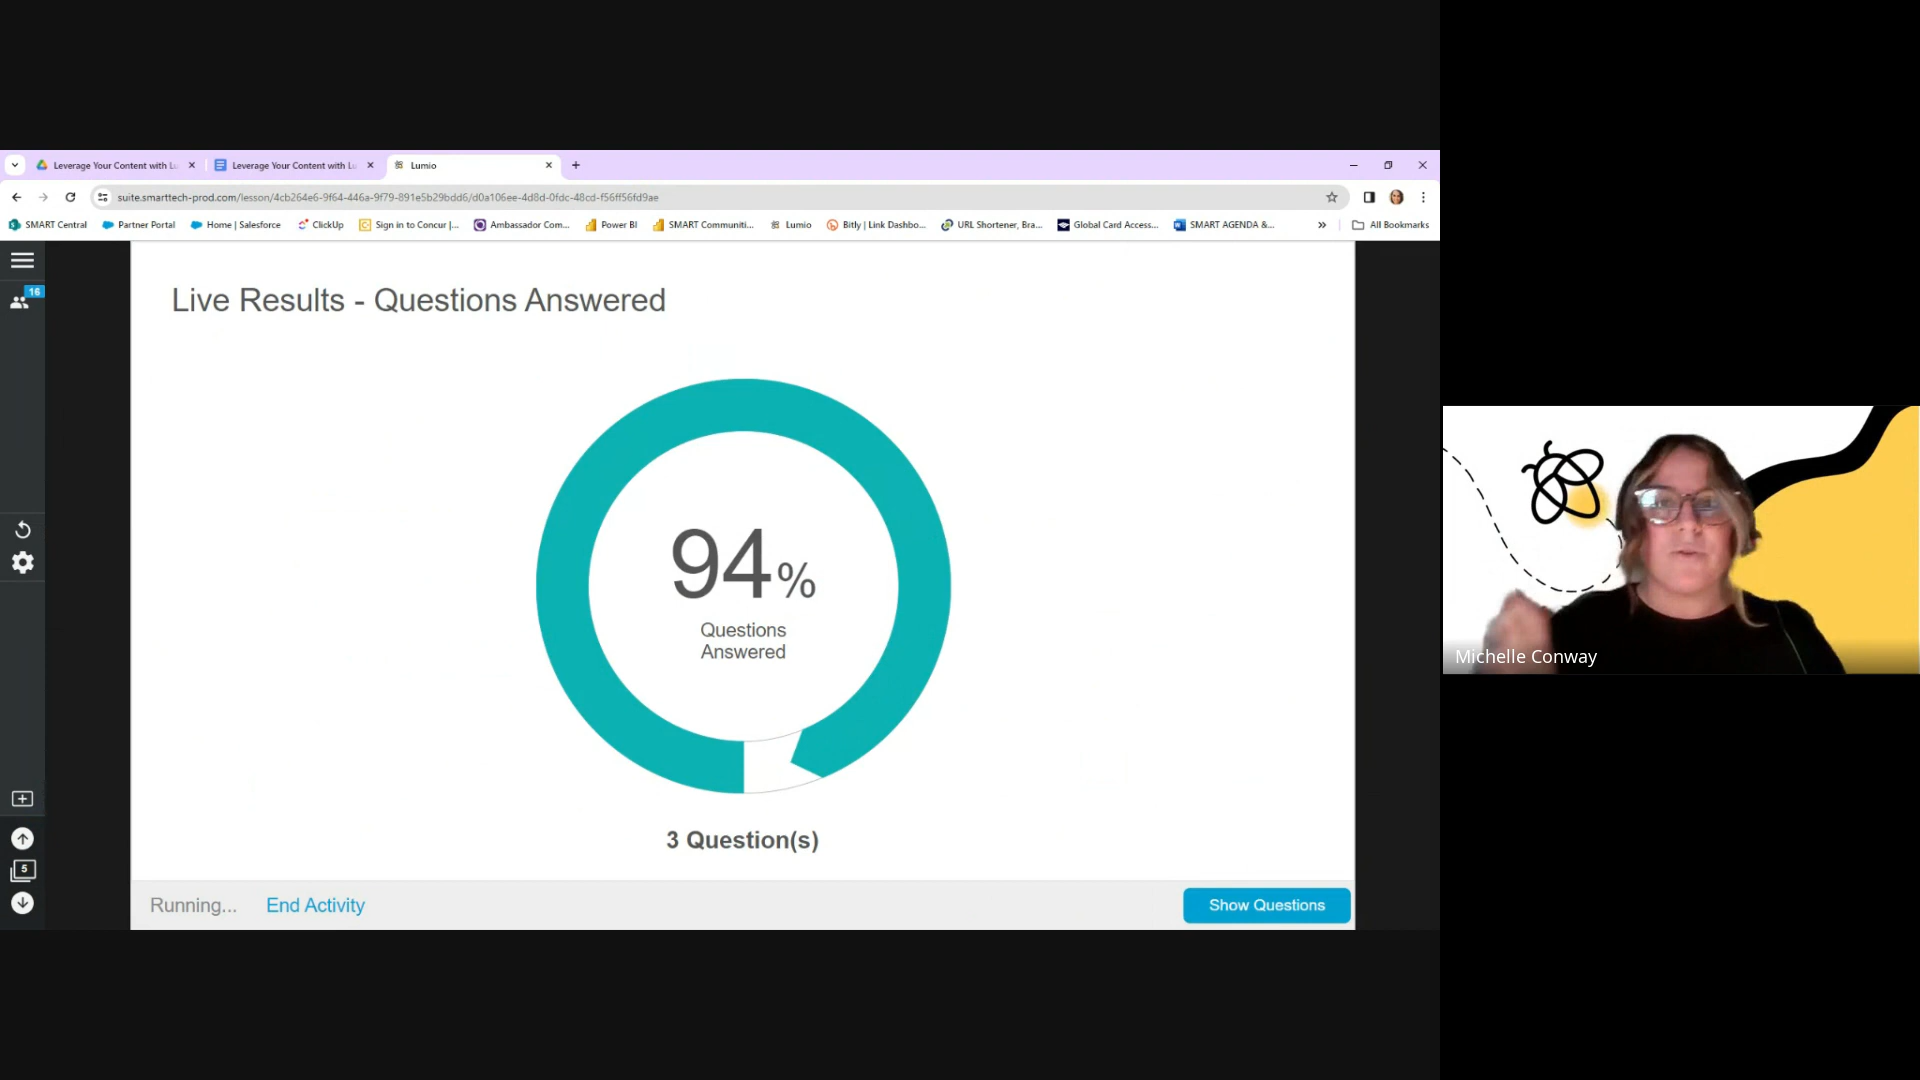 Leverage Your Content with Lu
Leverage Your Content with Lu
Lumio
suite.smarttech-prod.com/lesson/4cb264e6-9f64-446a-9f79-891e5b29bdd6/d0a106ee-4d8d-0fdc-48cd-f56ff56fd9ae
SMART Central
Partner Portal
Home | Salesforce
ClickUp
Sign in to Concur |...
Ambassador Com...
Power BI
SMART Communiti...
Lumio
Bitly | Link Dashbo...
URL Shortener, Bra...
Global Card Access...
SMART AGENDA &...
All Bookmarks
16
Live Results - Questions Answered
94%
Questions
Answered
3 Question(s)
5
Running...
End Activity
Show Questions
Michelle Conway